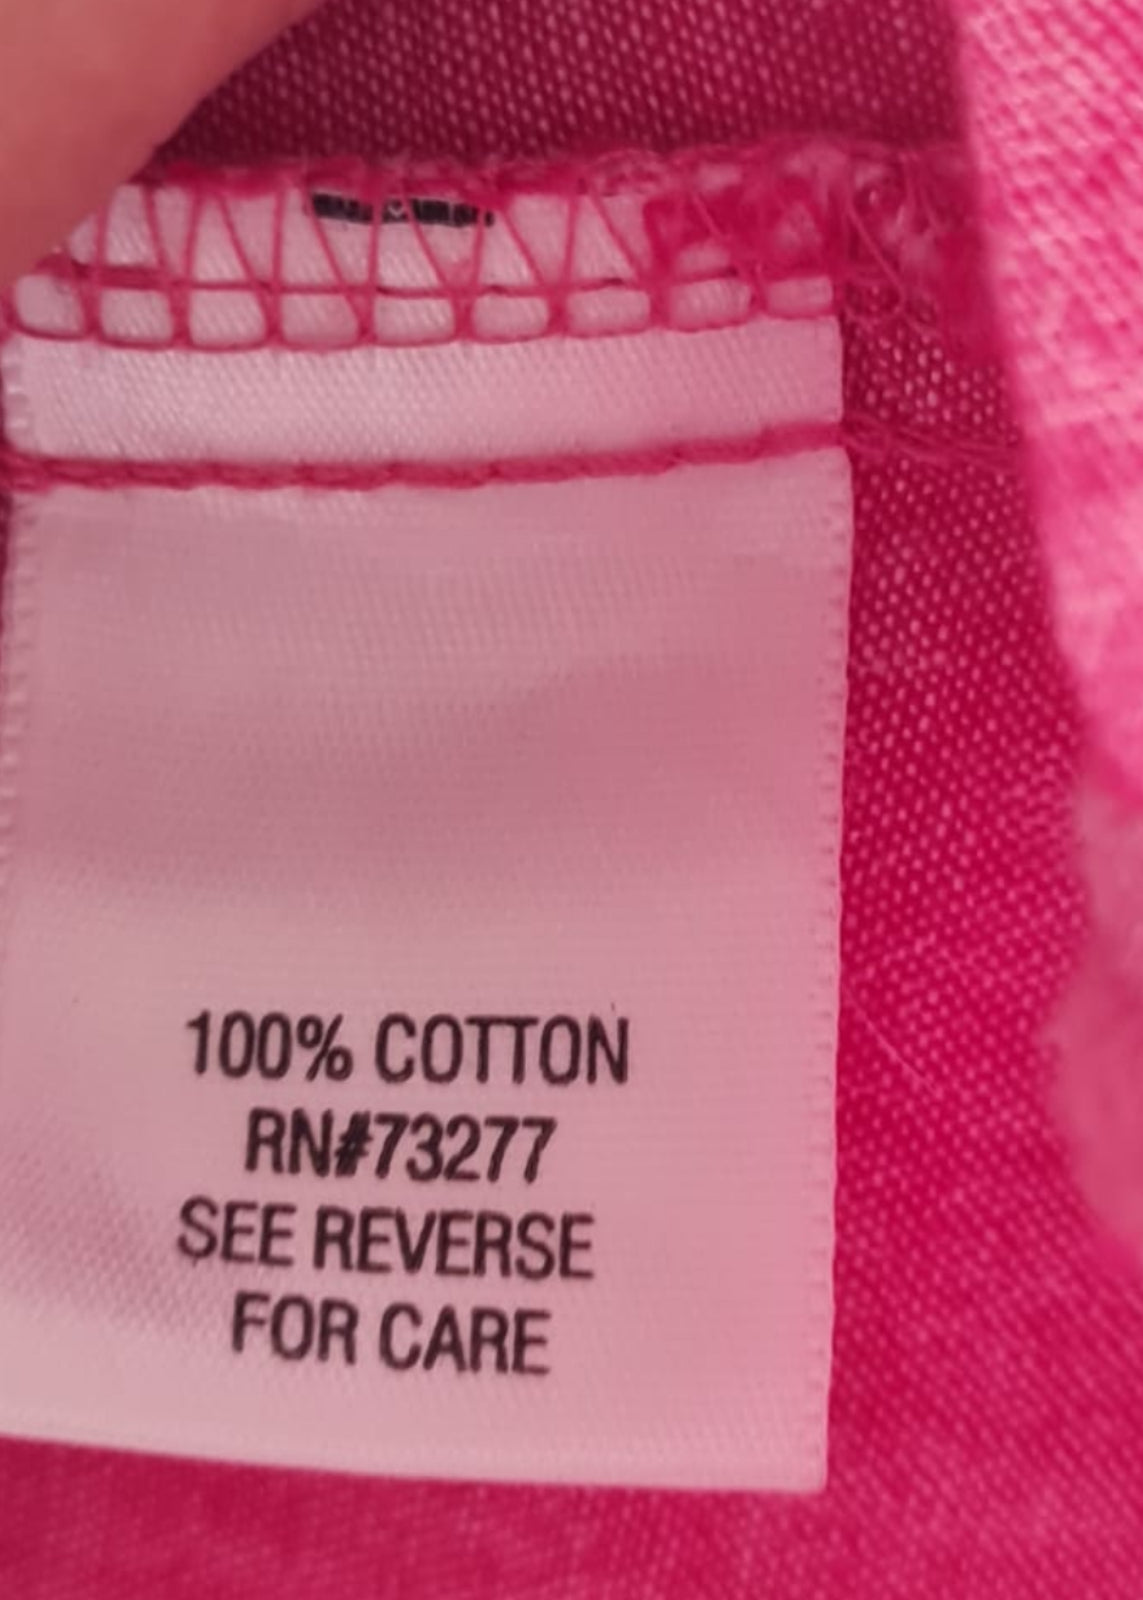 100% COTTON
RN#73277
SEE REVERSE
FOR CARE